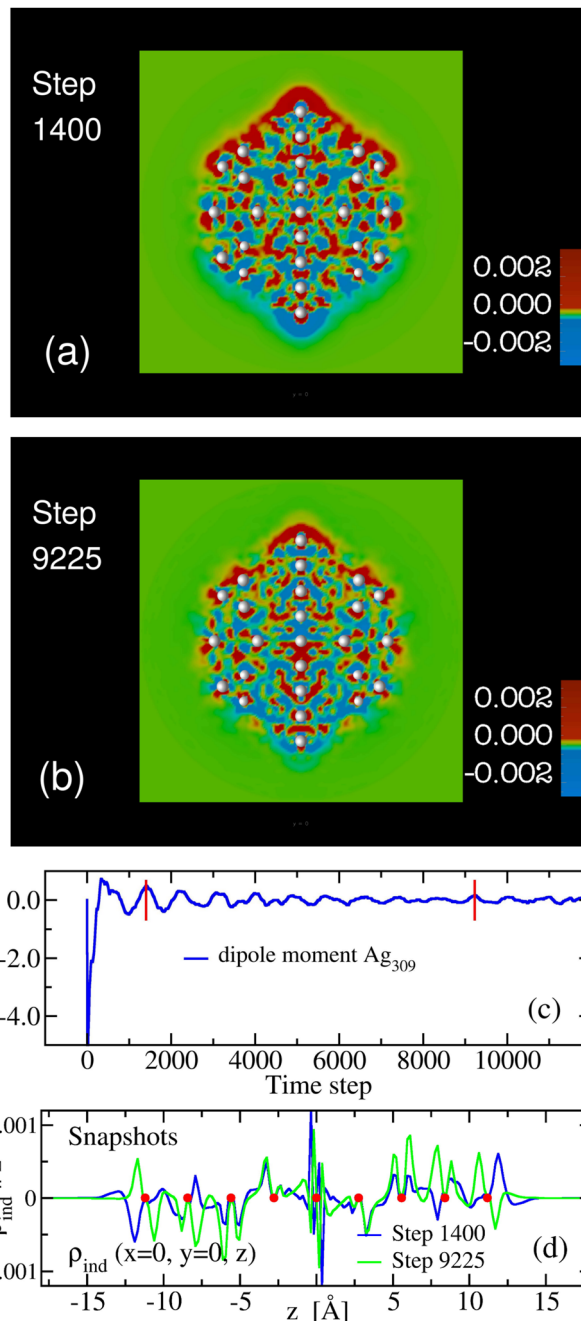 Step
1400
0.002
0.000
-0.002
(a)
Step
9225
0.002
0.000
-0.002
(b)
0.0
-2.0
-4.0
dipole moment Ag309
(c)
0 2000 4000 6000 8000 10000
Time step
.001
Snapshots
0
Step 1400
Step 9225
ρind (x=0, y=0, z)
(d)
.001
-15 -10 -5 0 5 10 15
z [Å]